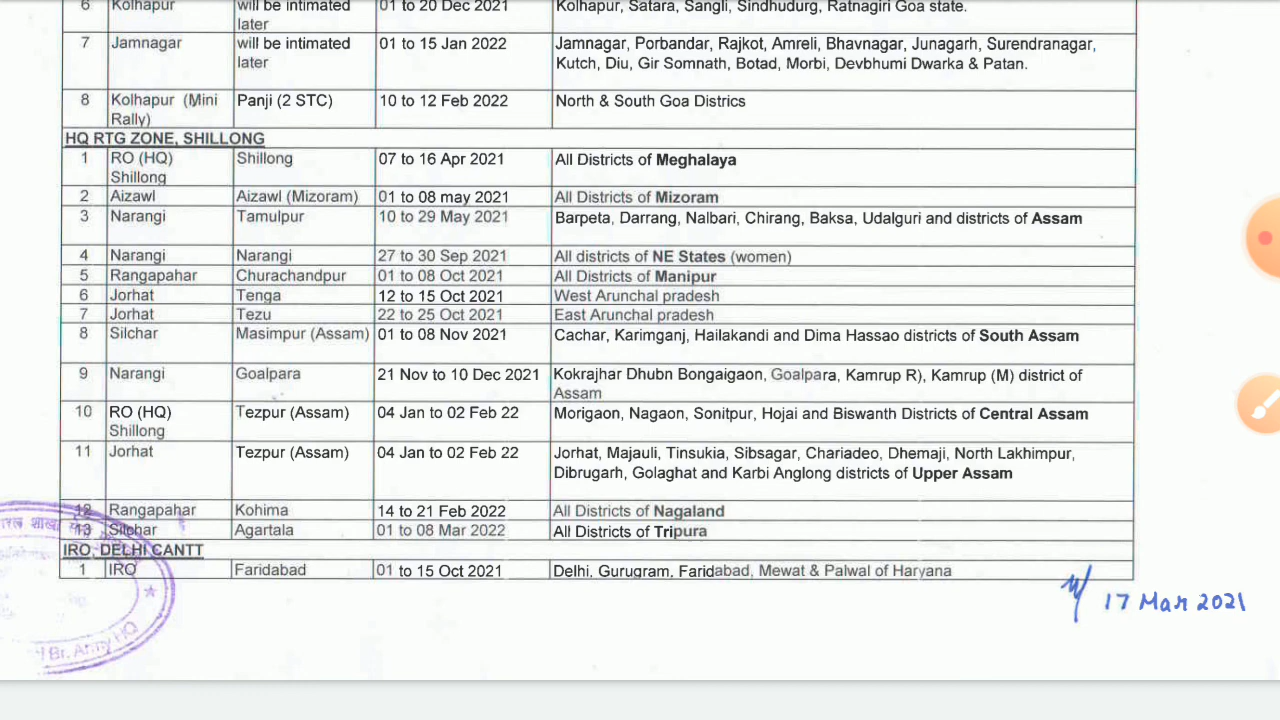 6 Kolhapur will be intimated 01 to 20 Dec 2021 Kolhapur, Satara, Sangli, Sindhudurg, Ratnagiri Goa state.
later
7 Jamnagar will be intimated 01 to 15 Jan 2022 Jamnagar, Porbandar, Rajkot, Amreli, Bhavnagar, Junagarh, Surendranagar,
later Kutch, Diu, Gir Somnath, Botad, Morbi, Devbhumi Dwarka & Patan.
8 Kolhapur (Mini Panji (2 STC) 10 to 12 Feb 2022 North & South Goa Districs
Rally)
HQ RTG ZONE, SHILLONG
1 RO (HQ) Shillong 07 to 16 Apr 2021 All Districts of Meghalaya
Shillong
2 Aizawl Aizawl (Mizoram) 01 to 08 may 2021 All Districts of Mizoram
3 Narangi Tamulpur 10 to 29 May 2021 Barpeta, Darrang, Nalbari, Chirang, Baksa, Udalguri and districts of Assam
4 Narangi Narangi 27 to 30 Sep 2021 All districts of NE States (women)
5 Rangapahar Churachandpur 01 to 08 Oct 2021 All Districts of Manipur
6 Jorhat Tenga 12 to 15 Oct 2021 West Arunchal pradesh
7 Jorhat Tezu 22 to 25 Oct 2021 East Arunchal pradesh
8 Silchar Masimpur (Assam) 01 to 08 Nov 2021 Cachar, Karimganj, Hailakandi and Dima Hassao districts of South Assam
9 Narangi Goalpara 21 Nov to 10 Dec 2021 Kokrajhar Dhubn Bongaigaon, Goalpara, Kamrup R), Kamrup (M) district of
Assam
10 RO (HQ) Tezpur (Assam) 04 Jan to 02 Feb 22 Morigaon, Nagaon, Sonitpur, Hojai and Biswanth Districts of Central Assam
Shillong
11 Jorhat Tezpur (Assam) 04 Jan to 02 Feb 22 Jorhat, Majauli, Tinsukia, Sibsagar, Chariadeo, Dhemaji, North Lakhimpur,
Dibrugarh, Golaghat and Karbi Anglong districts of Upper Assam
12 Rangapahar Kohima 14 to 21 Feb 2022 All Districts of Nagaland
13 Silchar Agartala 01 to 08 Mar 2022 All Districts of Tripura
IRO, DELHI CANTT
1 IRO Faridabad 01 to 15 Oct 2021 Delhi, Gurugram, Faridabad, Mewat & Palwal of Haryana
17 Mar 2021
Br. Army HQ